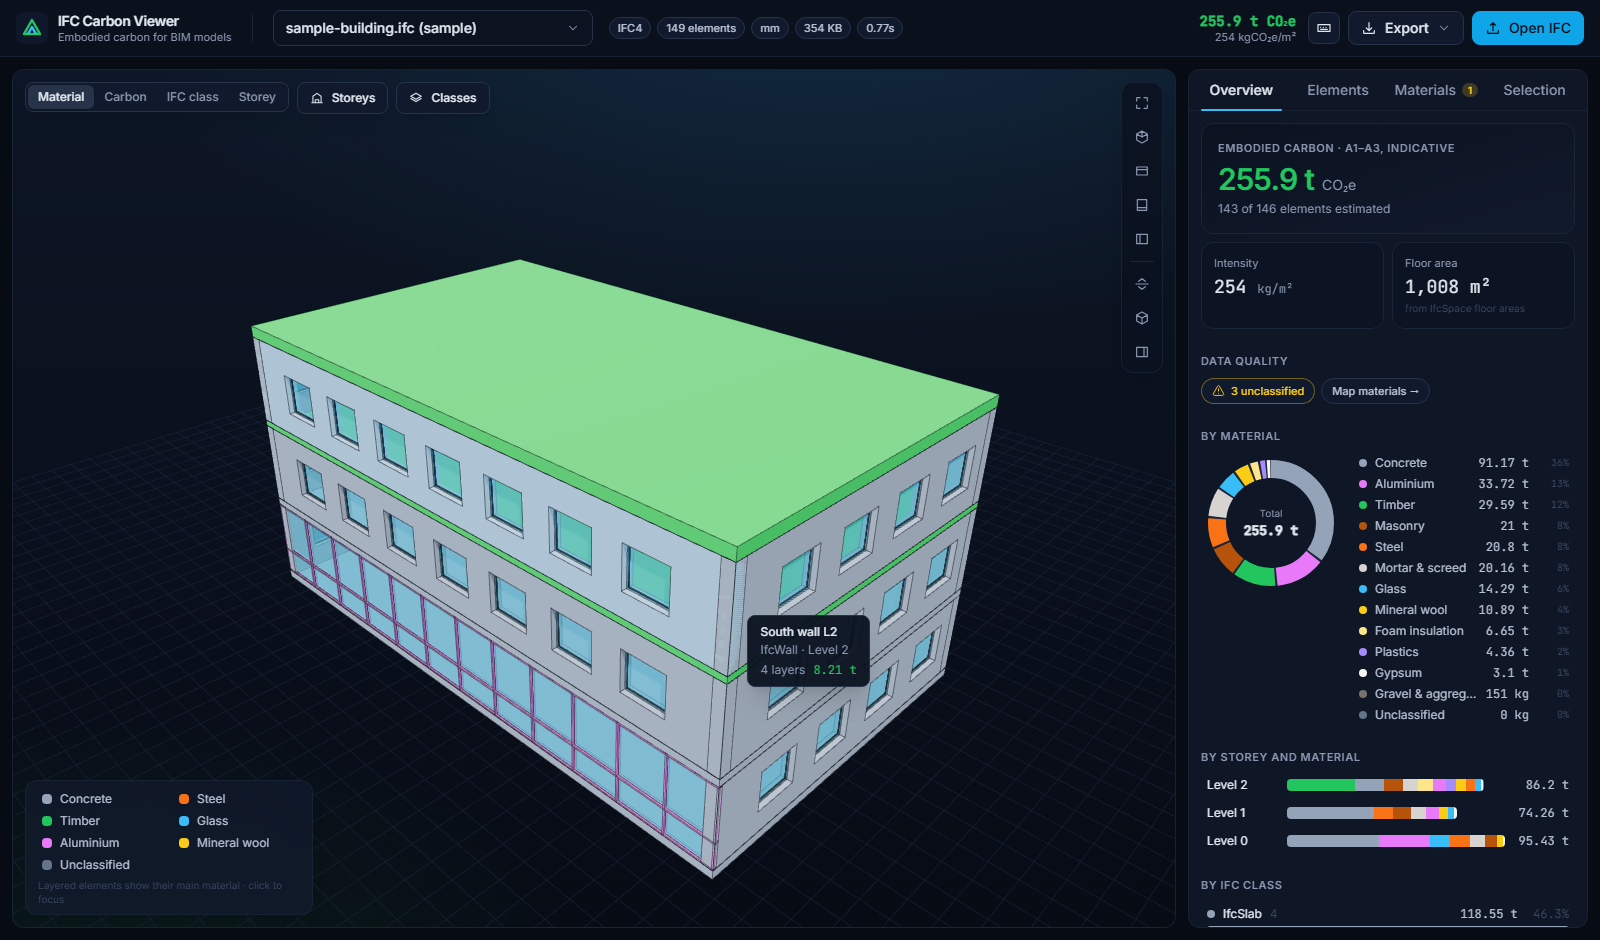 IFC Carbon Viewer
Embodied carbon for BIM models
sample-building.ifc (sample)
IFC4
149 elements
mm
354 KB
0.77s
255.9 t CO₂e
254 kgCO₂e/m²
Export
Open IFC
Material
Carbon
IFC class
Storey
Storeys
Classes
South wall L2
IfcWall · Level 2
4 layers 8.21 t
Concrete
Steel
Timber
Glass
Aluminium
Mineral wool
Unclassified
Layered elements show their main material · click to
focus
Overview
Elements
Materials 1
Selection
EMBODIED CARBON · A1–A3, INDICATIVE
255.9 t CO₂e
143 of 146 elements estimated
Intensity
254 kg/m²
Floor area
1,008 m²
from IfcSpace floor areas
DATA QUALITY
3 unclassified
Map materials →
BY MATERIAL
Total
255.9 t
Concrete 91.17 t 36%
Aluminium 33.72 t 13%
Timber 29.59 t 12%
Masonry 21 t 8%
Steel 20.8 t 8%
Mortar & screed 20.16 t 8%
Glass 14.29 t 6%
Mineral wool 10.89 t 4%
Foam insulation 6.65 t 3%
Plastics 4.36 t 2%
Gypsum 3.1 t 1%
Gravel & aggreg... 151 kg 0%
Unclassified 0 kg 0%
BY STOREY AND MATERIAL
Level 2 86.2 t
Level 1 74.26 t
Level 0 95.43 t
BY IFC CLASS
IfcSlab 4 118.55 t 46.3%